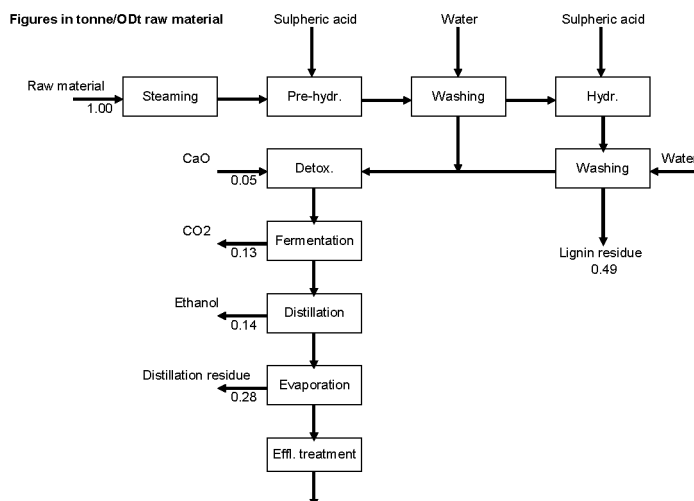 Figures in tonne/ODt raw material
Sulpheric acid
Water
Sulpheric acid
Raw material
1.00
Steaming
Pre-hydr.
Washing
Hydr.
CaO
0.05
Detox.
Washing
Water
CO2
0.13
Fermentation
Lignin residue
0.49
Ethanol
0.14
Distillation
Distillation residue
0.28
Evaporation
Effl. treatment